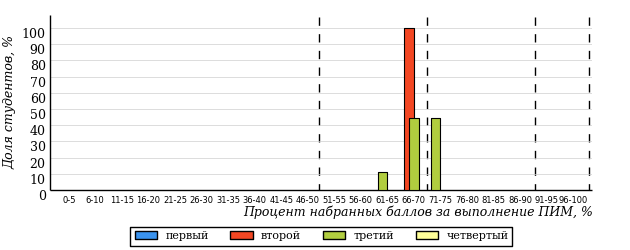 Доля студентов, %
100
90
80
70
60
50
40
30
20
10
0
0-5 6-10 11-15 16-20 21-25 26-30 31-35 36-40 41-45 46-50 51-55 56-60 61-65 66-70 71-75 76-80 81-85 86-90 91-95 96-100
Процент набранных баллов за выполнение ПИМ, %
первый второй третий четвертый